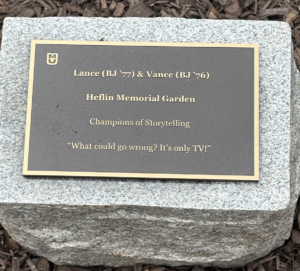 MU
Lance (BJ '77) & Vance (BJ '76)
Heflin Memorial Garden
Champions of Storytelling
"What could go wrong? It's only TV!"